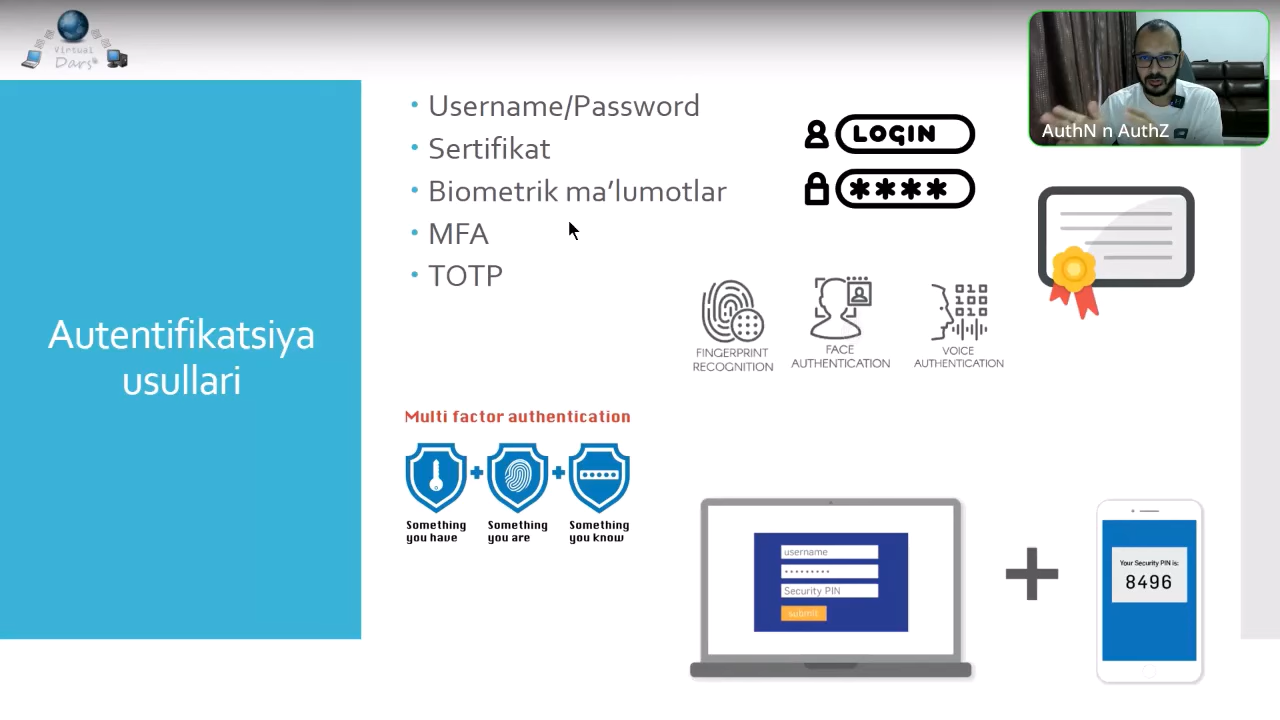 Virtual
Dars
AuthN n AuthZ
Autentifikatsiya
usullari
Username/Password
Sertifikat
Biometrik ma’lumotlar
MFA
TOTP
LOGIN
****
FINGERPRINT
RECOGNITION
FACE
AUTHENTICATION
VOICE
AUTHENTICATION
Multi factor authentication
Something
you have
Something
you are
Something
you know
username
Security PIN
submit
Your Security PIN is:
8496